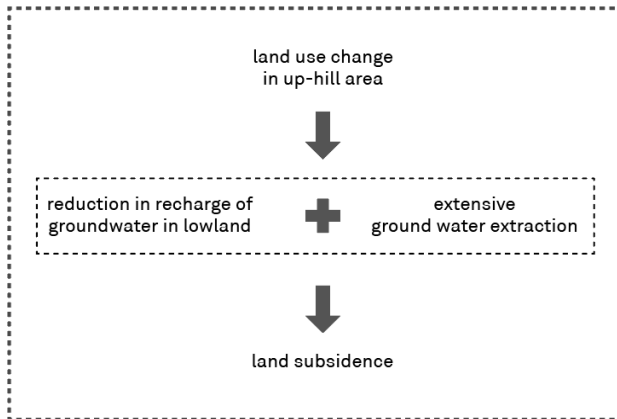 land use change
in up-hill area
reduction in recharge of
groundwater in lowland
extensive
ground water extraction
land subsidence